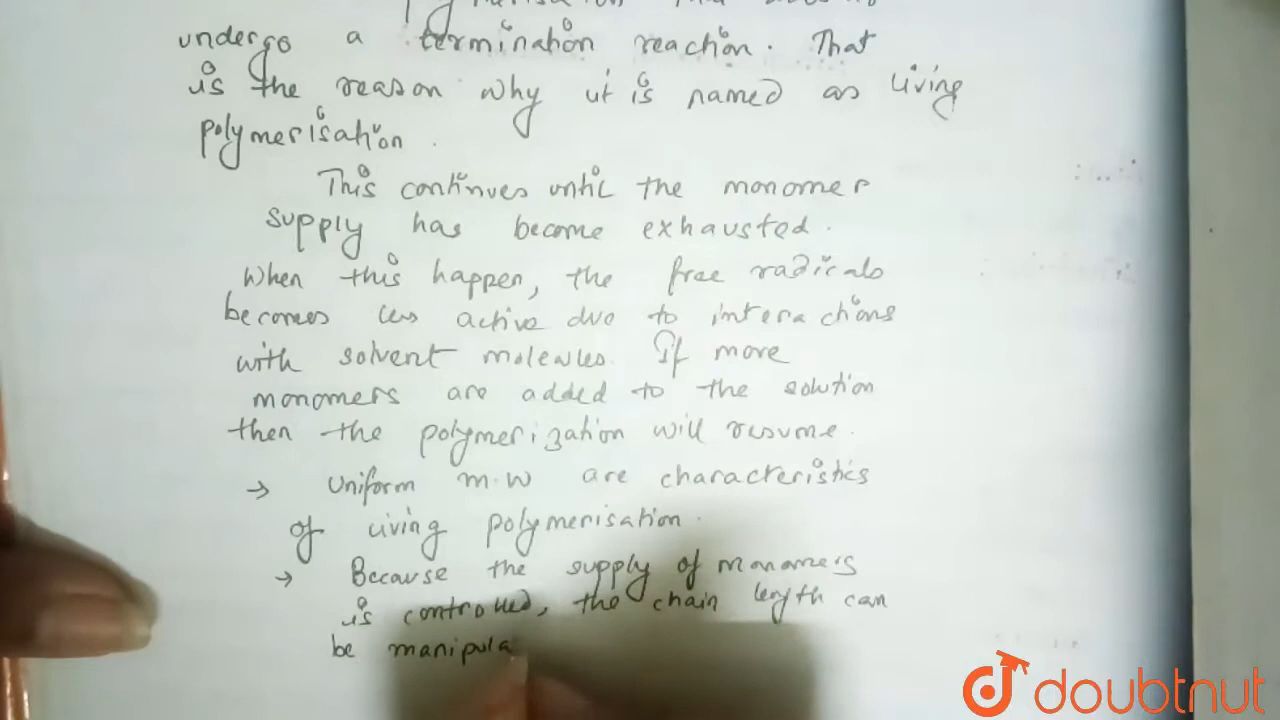 undergo a termination reaction. That
is the reason why it is named as living
polymerisation.
This continues until the monomer
supply has become exhausted.
When this happen, the free radicals
becomes less active due to interactions
with solvent molecules. If more
monomers are added to the solution
then the polymerization will resume.
→ Uniform m.w are characteristics
of living polymerisation.
→ Because the supply of monomers
is controlled, the chain length can
be manipula
doubtnut